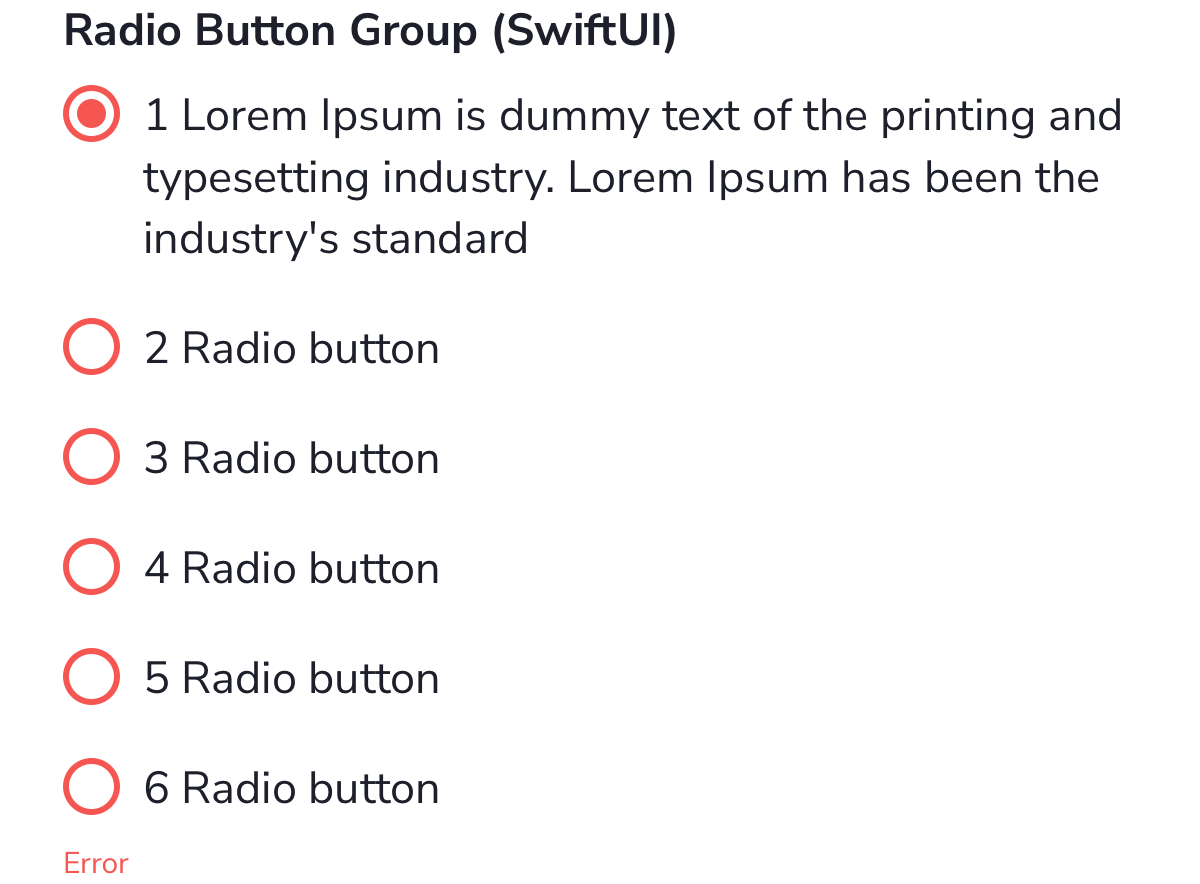 Radio Button Group (SwiftUI)
1 Lorem Ipsum is dummy text of the printing and
typesetting industry. Lorem Ipsum has been the
industry's standard
2 Radio button
3 Radio button
4 Radio button
5 Radio button
6 Radio button
Error